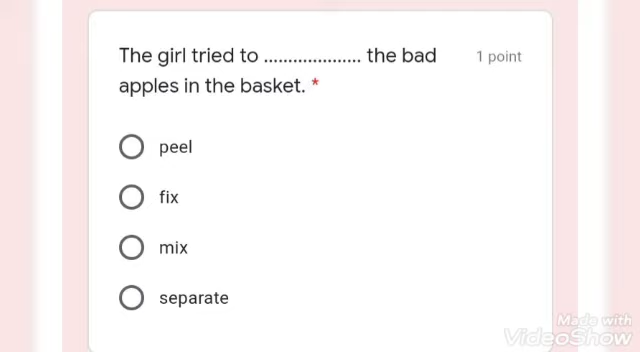 The girl tried to .................... the bad 1 point
apples in the basket. *
peel
fix
mix
separate
Made with
VideoShow